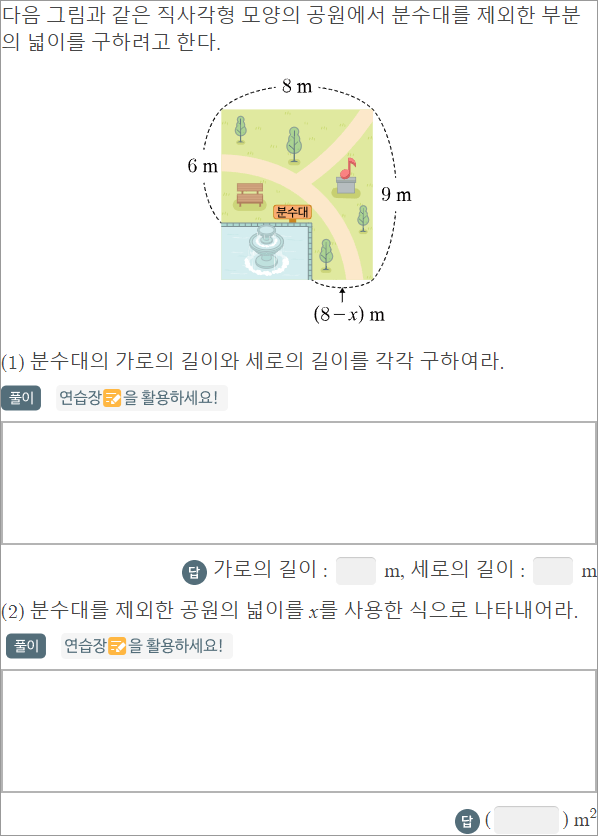 다음 그림과 같은 직사각형 모양의 공원에서 분수대를 제외한 부분
의 넓이를 구하려고 한다.
8 m
6 m
9 m
분수대
(8－x) m
(1) 분수대의 가로의 길이와 세로의 길이를 각각 구하여라.
풀이 연습장을 활용하세요!
답 가로의 길이 : m, 세로의 길이 : m
(2) 분수대를 제외한 공원의 넓이를 x를 사용한 식으로 나타내어라.
풀이 연습장을 활용하세요!
답 ( ) m²